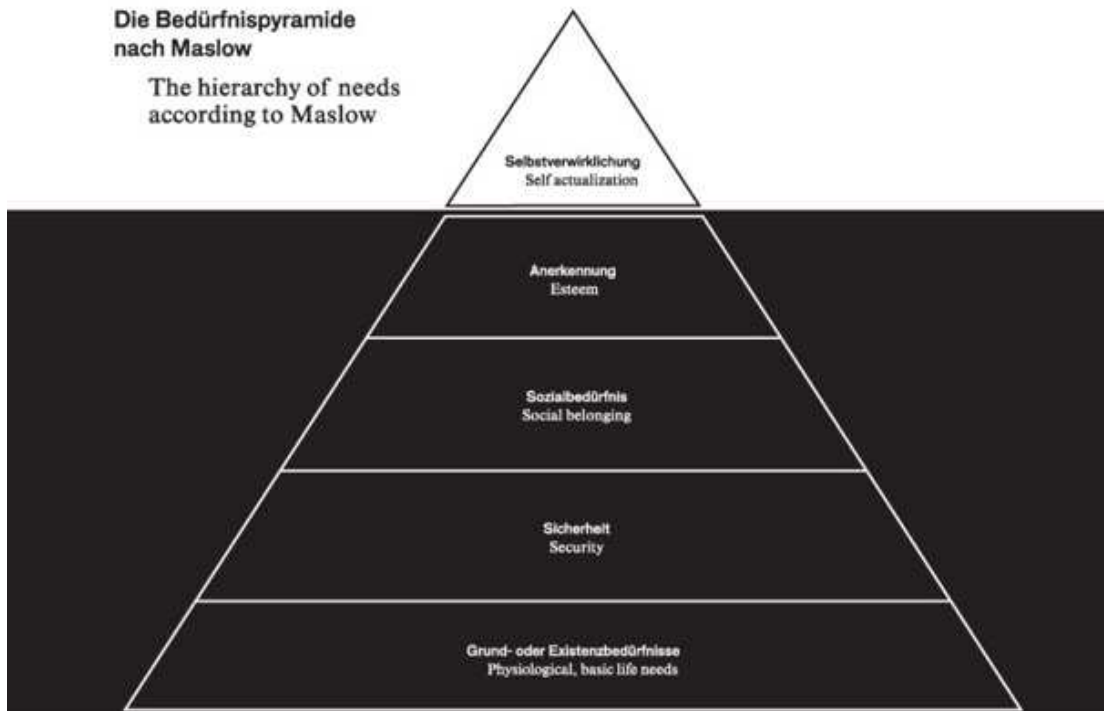 Die Bedürfnispyramide
nach Maslow
The hierarchy of needs
according to Maslow
Selbstverwirklichung
Self actualization
Anerkennung
Esteem
Sozialbedürfnis
Social belonging
Sicherheit
Security
Grund- oder Existenzbedürfnisse
Physiological, basic life needs